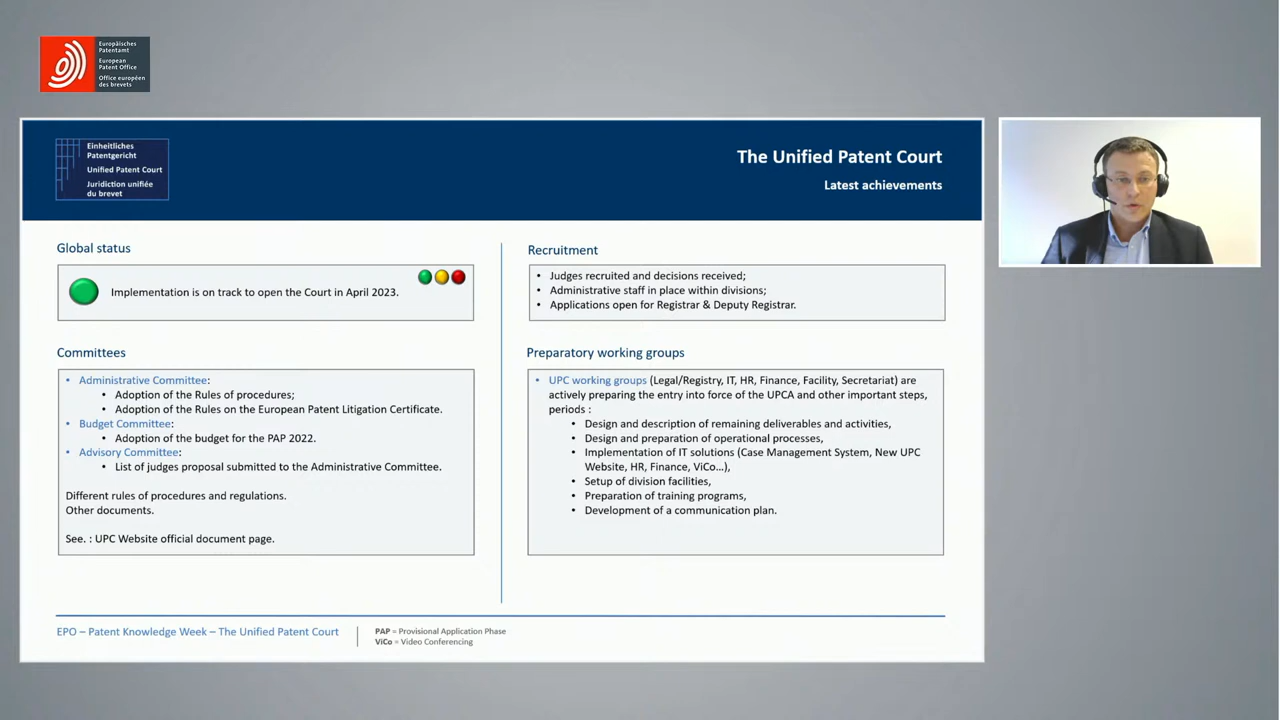 Europäisches
Patentamt
European
Patent Office
Office européen
des brevets
Einheitliches
Patentgericht
Unified Patent Court
Juridiction unifiée
du brevet
The Unified Patent Court
Latest achievements
Global status
Implementation is on track to open the Court in April 2023.
Committees
Administrative Committee:
• Adoption of the Rules of procedures;
• Adoption of the Rules on the European Patent Litigation Certificate.
Budget Committee:
• Adoption of the budget for the PAP 2022.
Advisory Committee:
• List of judges proposal submitted to the Administrative Committee.
Different rules of procedures and regulations.
Other documents.
See. : UPC Website official document page.
Recruitment
• Judges recruited and decisions received;
• Administrative staff in place within divisions;
• Applications open for Registrar & Deputy Registrar.
Preparatory working groups
UPC working groups (Legal/Registry, IT, HR, Finance, Facility, Secretariat) are
actively preparing the entry into force of the UPCA and other important steps,
periods :
• Design and description of remaining deliverables and activities,
• Design and preparation of operational processes,
• Implementation of IT solutions (Case Management System, New UPC
Website, HR, Finance, ViCo...),
• Setup of division facilities,
• Preparation of training programs,
• Development of a communication plan.
EPO – Patent Knowledge Week – The Unified Patent Court
PAP = Provisional Application Phase
ViCo = Video Conferencing